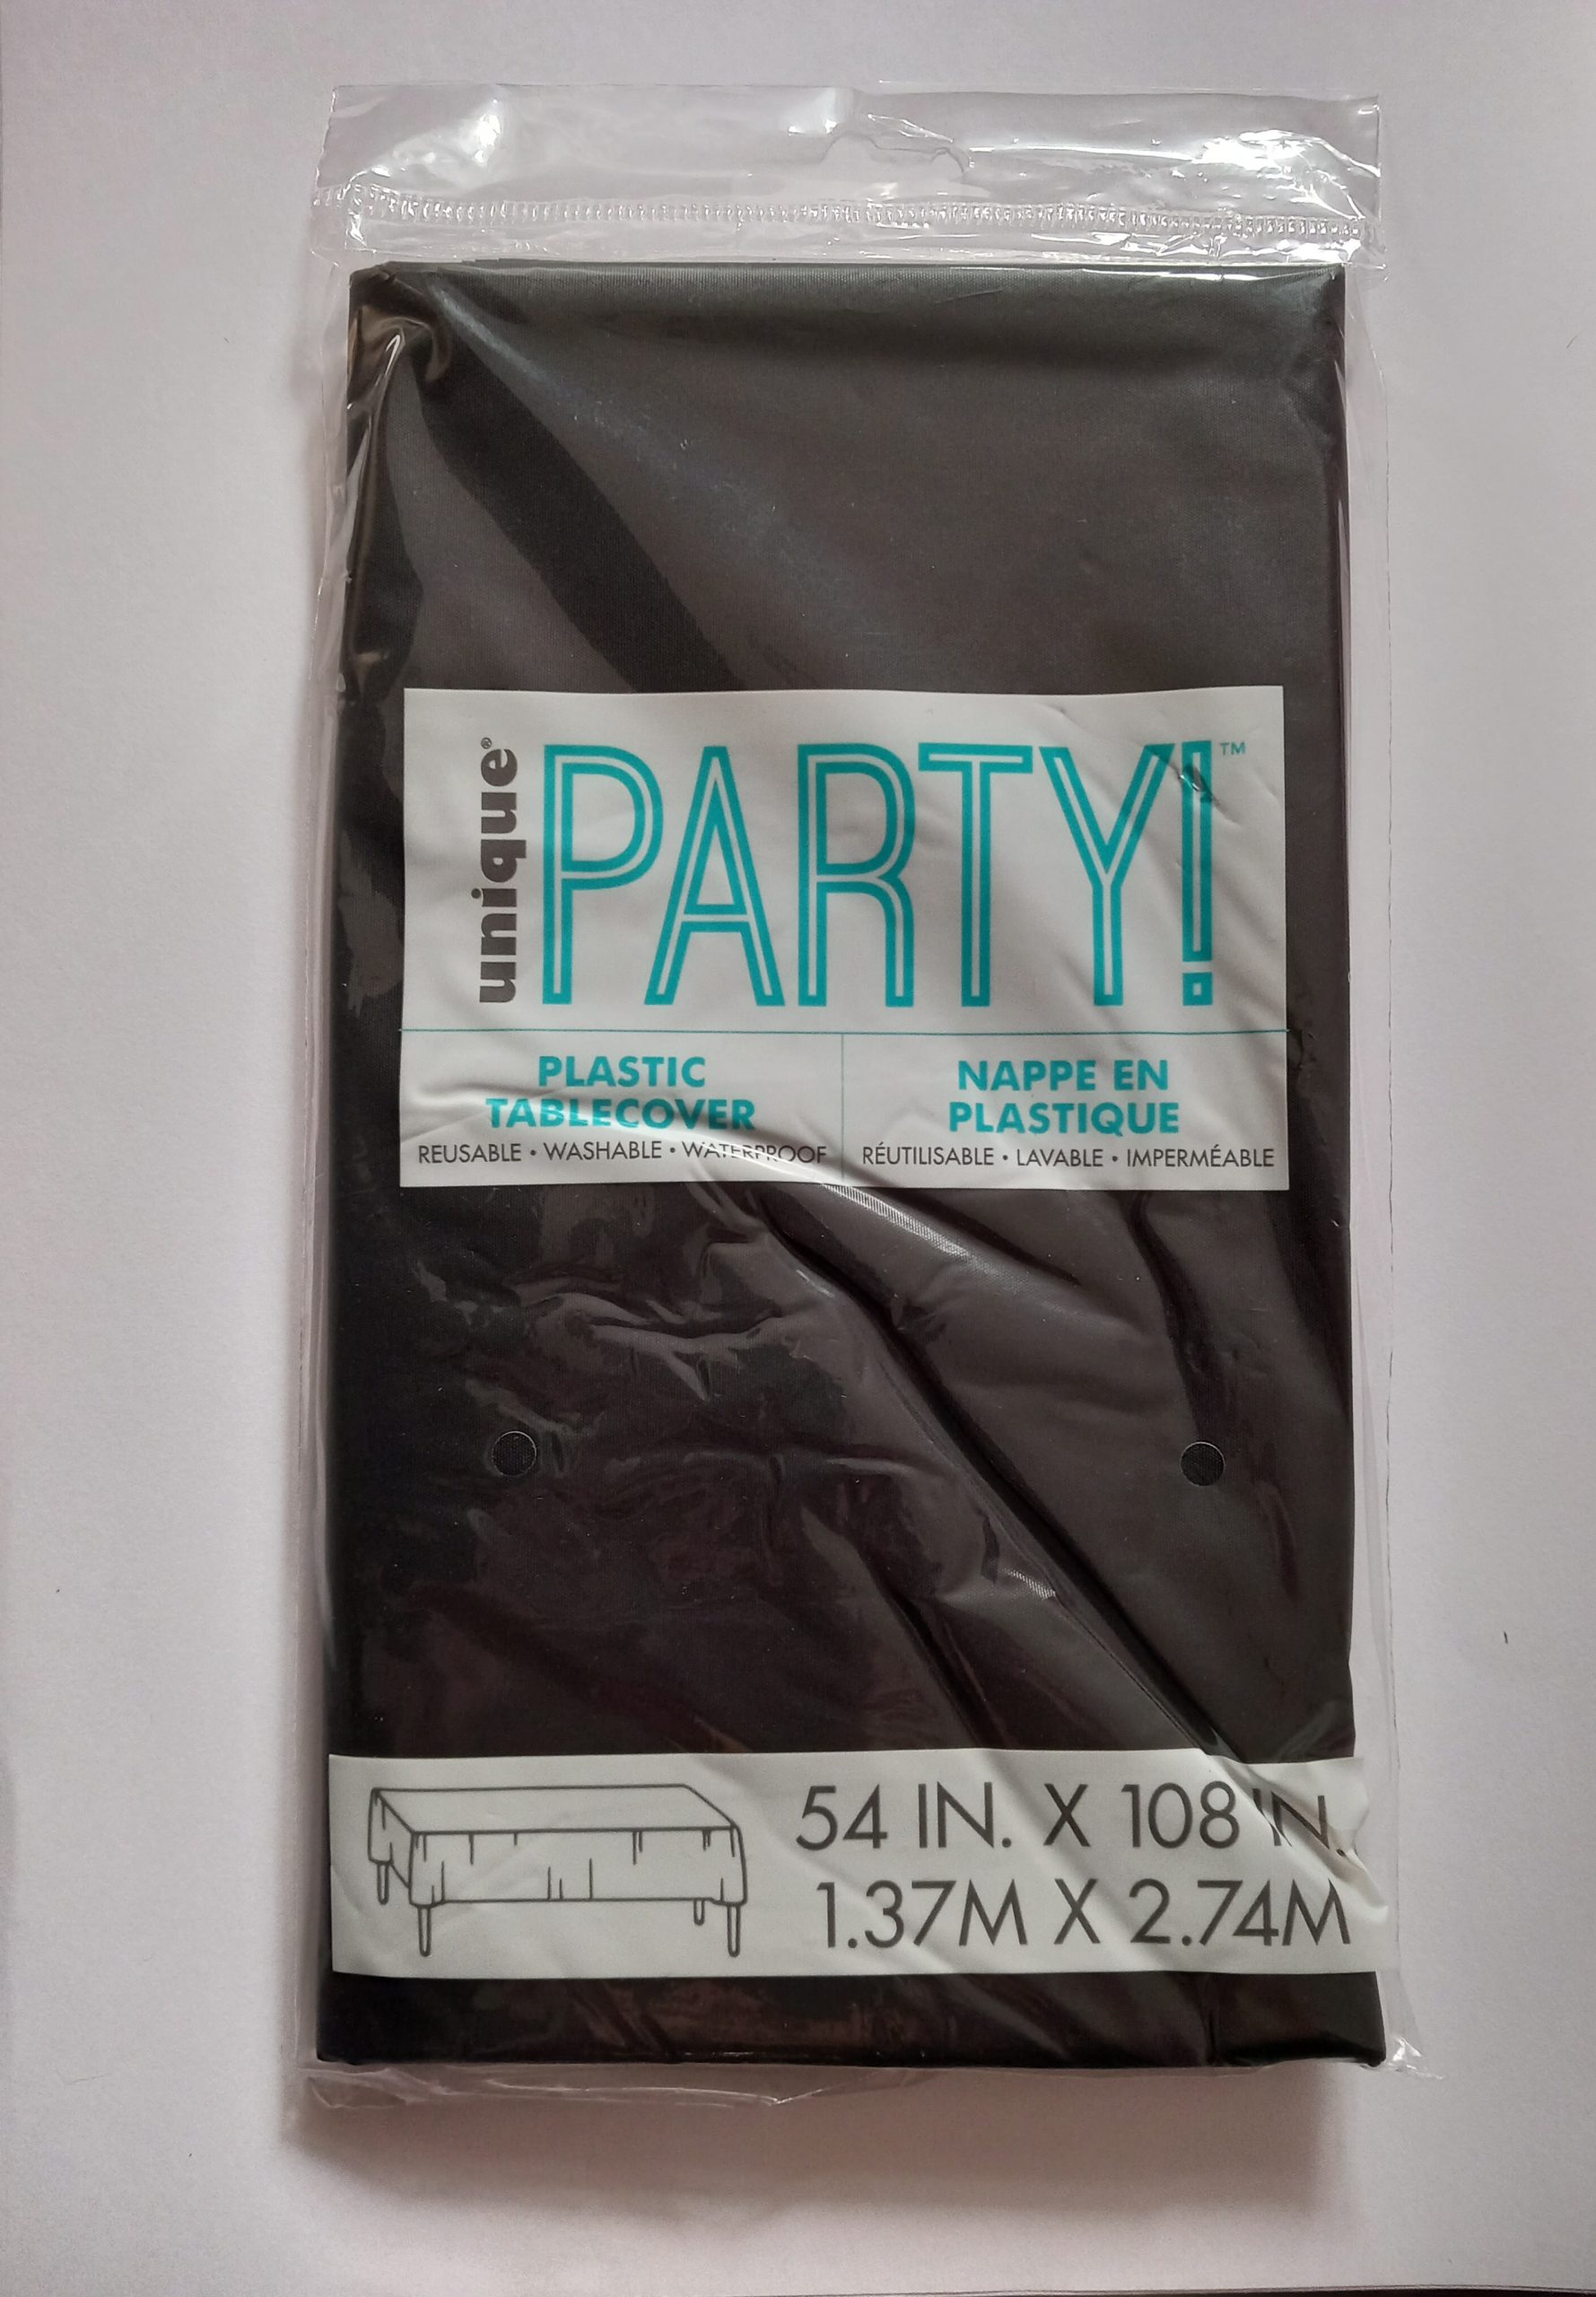 unique®
PARTY!™
PLASTIC
TABLECOVER
REUSABLE • WASHABLE • WATERPROOF
NAPPE EN
PLASTIQUE
RÉUTILISABLE • LAVABLE • IMPERMÉABLE
54 IN. X 108 IN.
1.37M X 2.74M